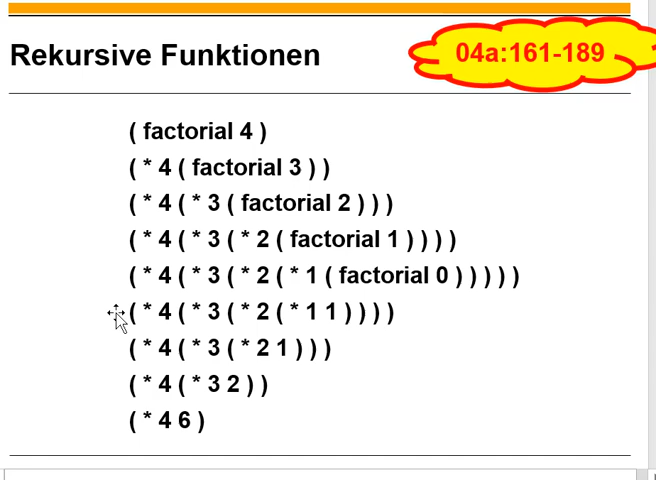 Rekursive Funktionen
04a:161-189
( factorial 4 )
( * 4 ( factorial 3 ) )
( * 4 ( * 3 ( factorial 2 ) ) )
( * 4 ( * 3 ( * 2 ( factorial 1 ) ) ) )
( * 4 ( * 3 ( * 2 ( * 1 ( factorial 0 ) ) ) ) )
( * 4 ( * 3 ( * 2 ( * 1 1 ) ) ) )
( * 4 ( * 3 ( * 2 1 ) ) )
( * 4 ( * 3 2 ) )
( * 4 6 )